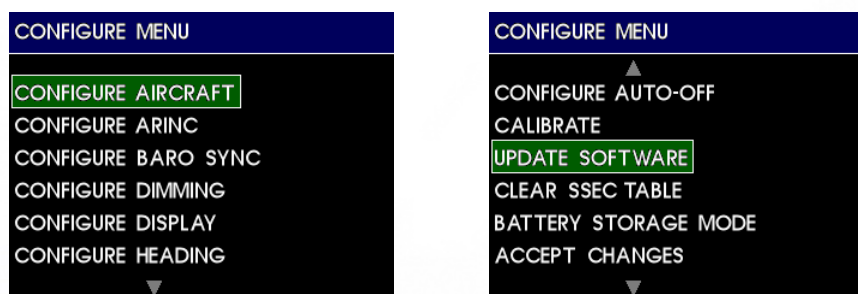 CONFIGURE MENU
CONFIGURE AIRCRAFT
CONFIGURE ARINC
CONFIGURE BARO SYNC
CONFIGURE DIMMING
CONFIGURE DISPLAY
CONFIGURE HEADING
CONFIGURE MENU
CONFIGURE AUTO-OFF
CALIBRATE
UPDATE SOFTWARE
CLEAR SSEC TABLE
BATTERY STORAGE MODE
ACCEPT CHANGES